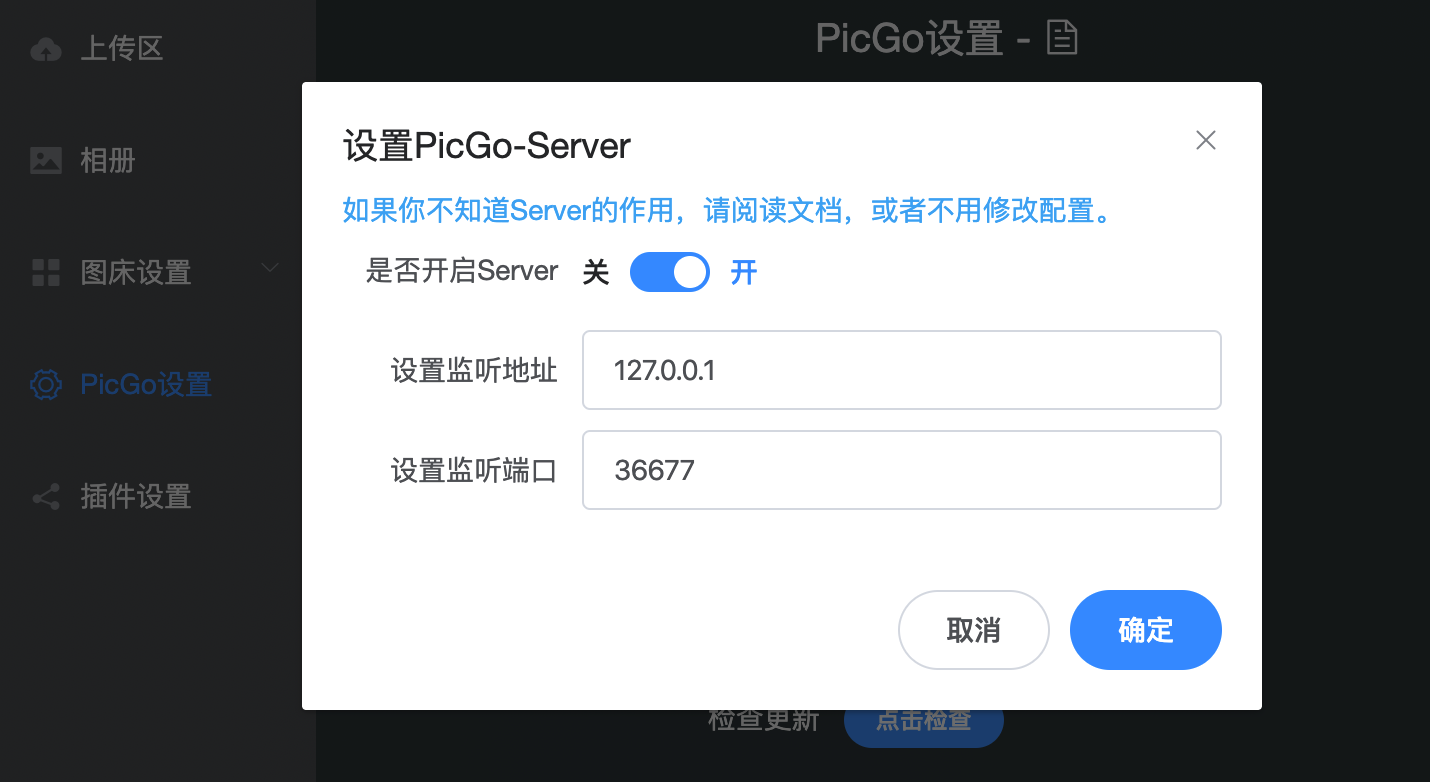 上传区
相册
图床设置
PicGo设置
插件设置
PicGo设置 -
设置PicGo-Server
如果你不知道Server的作用，请阅读文档，或者不用修改配置。
是否开启Server 关 开
设置监听地址 127.0.0.1
设置监听端口 36677
取消 确定
检查更新 点击检查